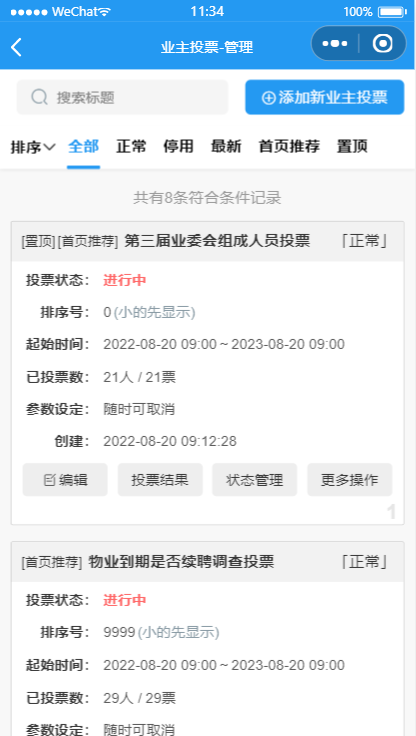 WeChat 11:34 100%
业主投票-管理
搜索标题 添加新业主投票
排序 全部 正常 停用 最新 首页推荐 置顶
共有8条符合条件记录
[置顶][首页推荐] 第三届业委会组成人员投票 「正常」
投票状态: 进行中
排序号: 0(小的先显示)
起始时间: 2022-08-20 09:00~2023-08-20 09:00
已投票数: 21人 / 21票
参数设定: 随时可取消
创建: 2022-08-20 09:12:28
编辑 投票结果 状态管理 更多操作
1
[首页推荐] 物业到期是否续聘调查投票 「正常」
投票状态: 进行中
排序号: 9999(小的先显示)
起始时间: 2022-08-20 09:00~2023-08-20 09:00
已投票数: 29人 / 29票
参数设定: 随时可取消